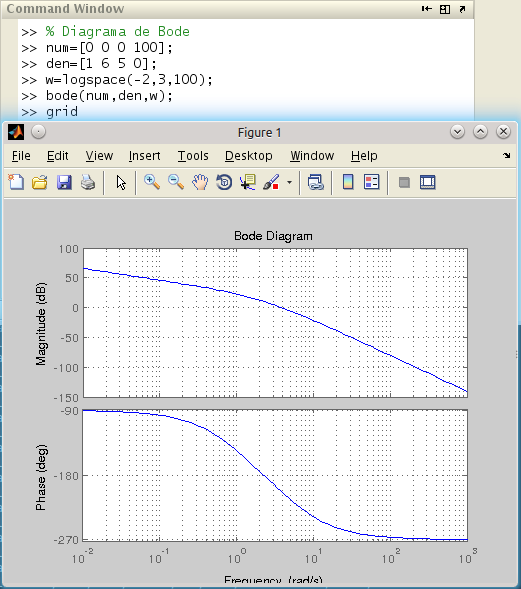 Command Window
>> % Diagrama de Bode
>> num=[0 0 0 100];
>> den=[1 6 5 0];
>> w=logspace(-2,3,100);
>> bode(num,den,w);
>> grid
Figure 1
File Edit View Insert Tools Desktop Window Help
Bode Diagram
Magnitude (dB)
100
50
0
-50
-100
-150
Phase (deg)
-90
-180
-270
10^-2 10^-1 10^0 10^1 10^2 10^3
Frequency (rad/s)